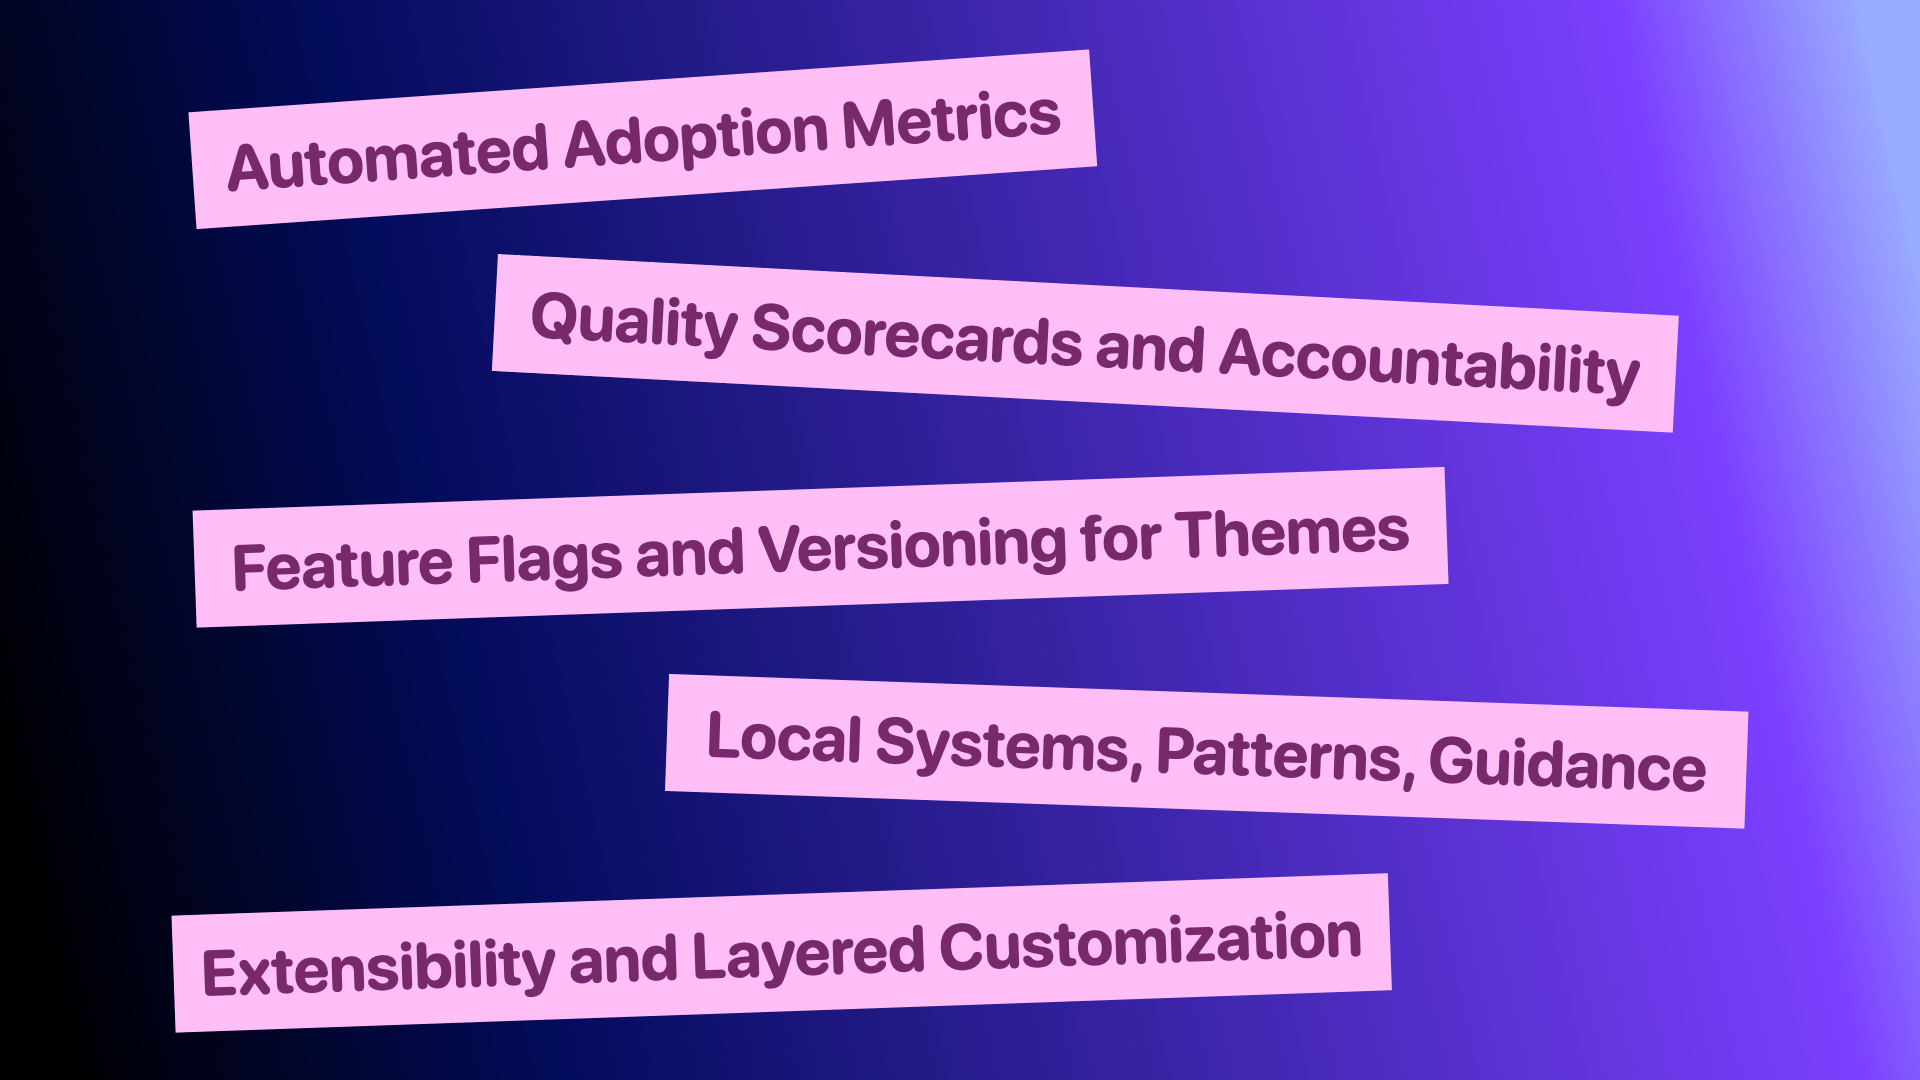 Automated Adoption Metrics
Quality Scorecards and Accountability
Feature Flags and Versioning for Themes
Local Systems, Patterns, Guidance
Extensibility and Layered Customization